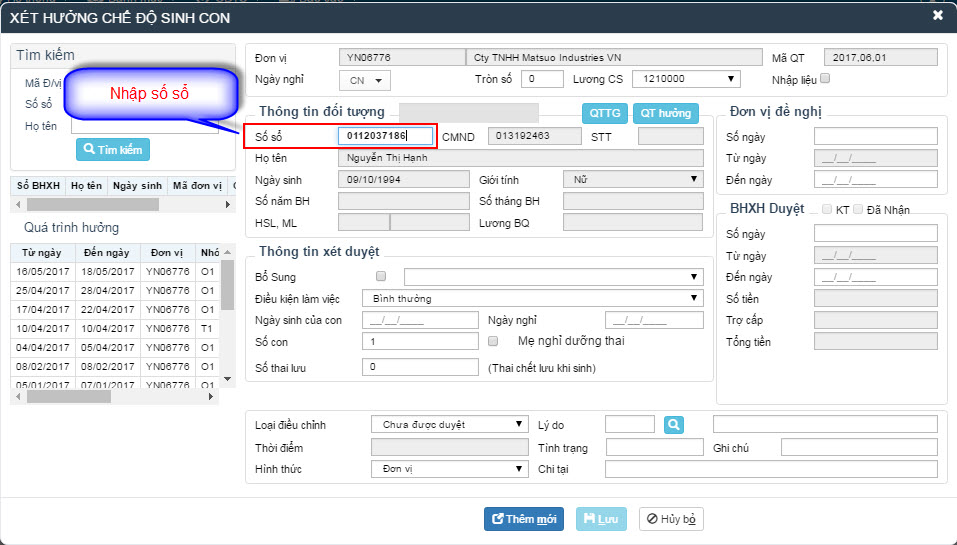 XÉT HƯỞNG CHẾ ĐỘ SINH CON
Tìm kiếm
Mã Đ/vị
Số sổ
Họ tên
Tìm kiếm
Nhập số sổ
Số BHXH Họ tên Ngày sinh Mã đơn vị
Quá trình hưởng
Từ ngày Đến ngày Đơn vị Nhó
16/05/2017 18/05/2017 YN06776 O1
25/04/2017 28/04/2017 YN06776 O1
17/04/2017 22/04/2017 YN06776 O1
10/04/2017 10/04/2017 YN06776 T1
04/04/2017 05/04/2017 YN06776 O1
08/02/2017 08/02/2017 YN06776 O1
05/01/2017 07/01/2017 YN06776 O1
Đơn vị YN06776 Cty TNHH Matsuo Industries VN Mã QT 2017,06,01
Ngày nghỉ CN Tròn số 0 Lương CS 1210000 Nhập liệu
Thông tin đối tượng QTTG QT hưởng
Số sổ 0112037186 CMND 013192463 STT
Họ tên Nguyễn Thị Hạnh
Ngày sinh 09/10/1994 Giới tính Nữ
Số năm BH Số tháng BH
HSL, ML Lương BQ
Thông tin xét duyệt
Bổ Sung
Điều kiện làm việc Bình thường
Ngày sinh của con __/__/____ Ngày nghỉ __/__/____
Số con 1 Mẹ nghỉ dưỡng thai
Số thai lưu 0 (Thai chết lưu khi sinh)
Đơn vị đề nghị
Số ngày
Từ ngày __/__/____
Đến ngày __/__/____
BHXH Duyệt KT Đã Nhận
Số ngày
Từ ngày __/__/____
Đến ngày __/__/____
Số tiền
Trợ cấp
Tổng tiền
Loại điều chỉnh Chưa được duyệt Lý do
Thời điểm Tình trạng Ghi chú
Hình thức Đơn vị Chi tại
Thêm mới Lưu Hủy bỏ